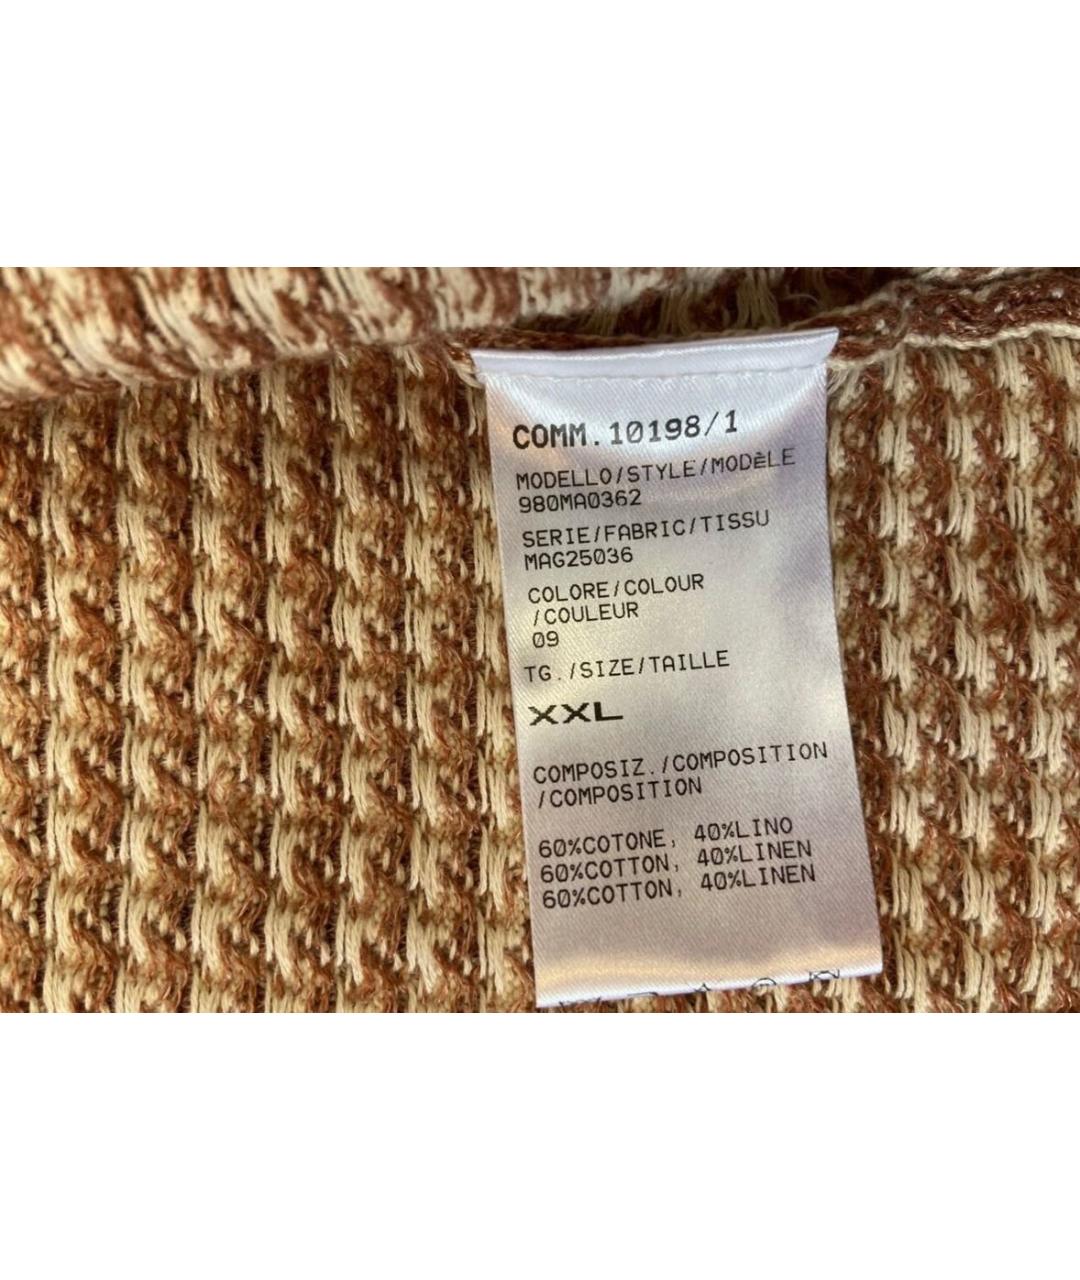 COMM.10198/1
MODELLO/STYLE/MODèLE
980MA0362
SERIE/FABRIC/TISSU
MAG25036
COLORE/COLOUR
/COULEUR
09
TG./SIZE/TAILLE
XXL
COMPOSIZ./COMPOSITION
/COMPOSITION
60%COTONE, 40%LINO
60%COTTON, 40%LINEN
60%COTTON, 40%LINEN